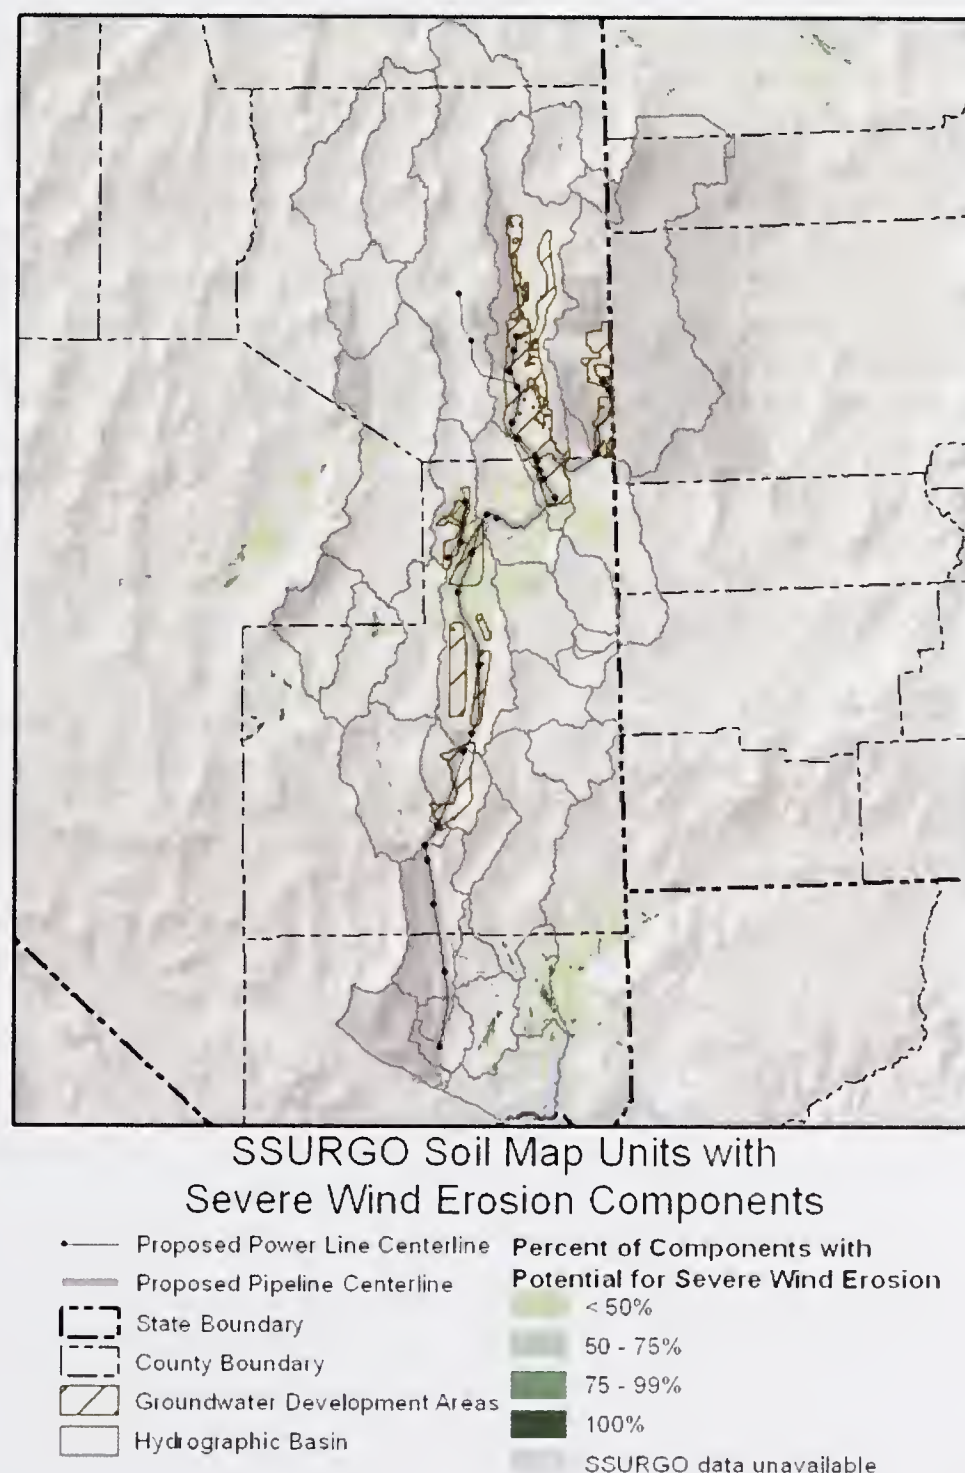 SSURGO Soil Map Units with
Severe Wind Erosion Components
Proposed Power Line Centerline
Proposed Pipeline Centerline
State Boundary
County Boundary
Groundwater Development Areas
Hydrographic Basin
Percent of Components with
Potential for Severe Wind Erosion
< 50%
50 - 75%
75 - 99%
100%
SSURGO data unavailable